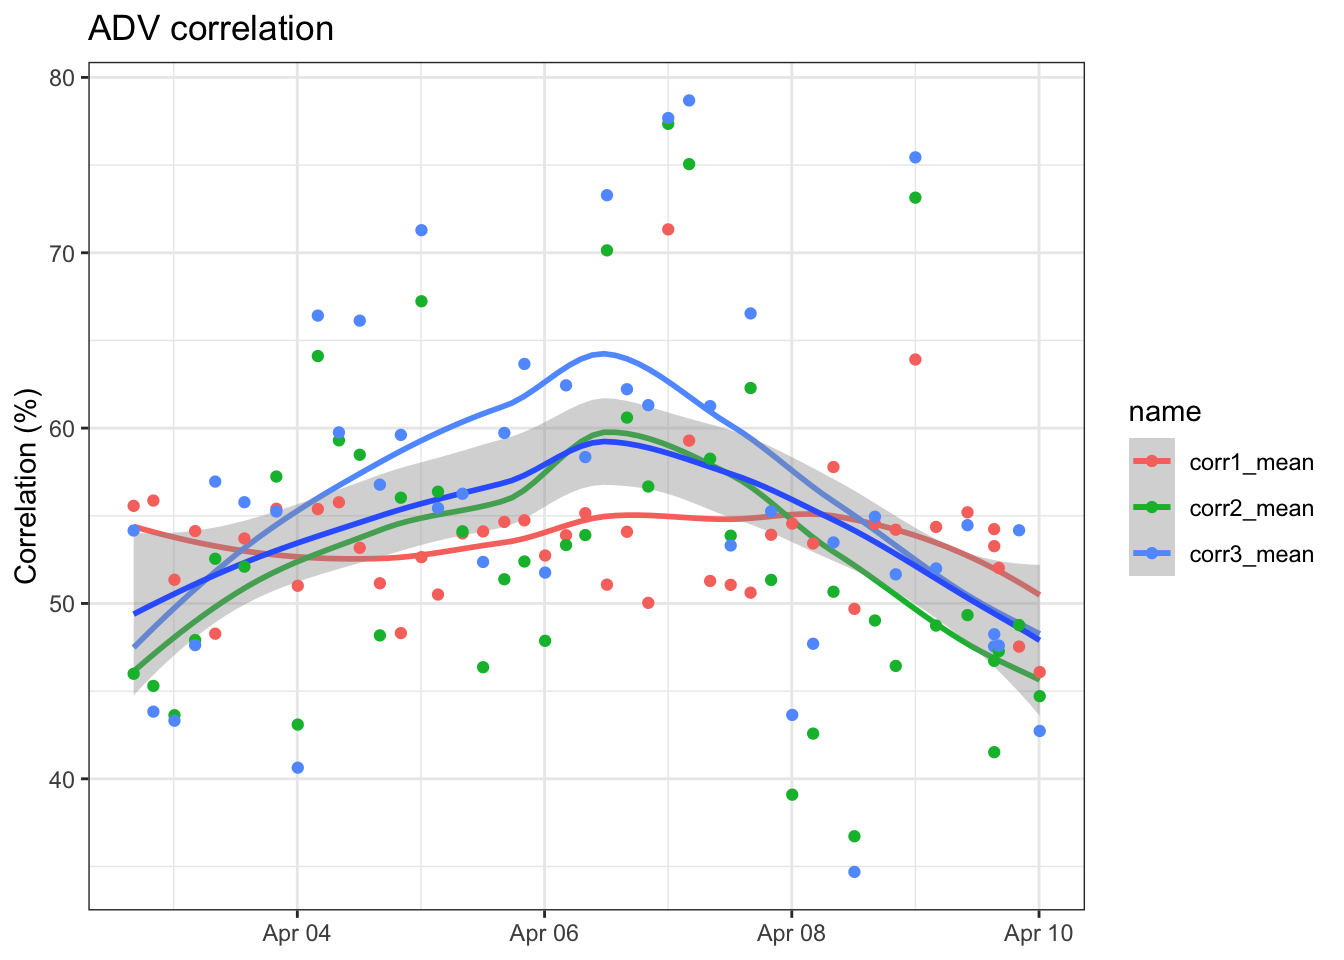 ADV correlation
Correlation (%)
80
70
60
50
40
Apr 04
Apr 06
Apr 08
Apr 10
name
corr1_mean
corr2_mean
corr3_mean